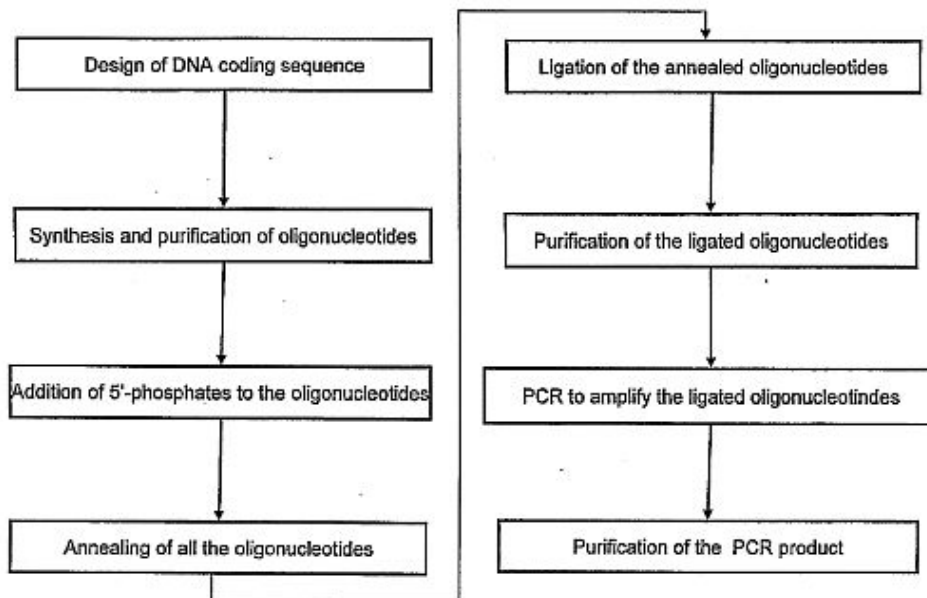 Design of DNA coding sequence
Synthesis and purification of oligonucleotides
Addition of 5'-phosphates to the oligonucleotides
Annealing of all the oligonucleotides
Ligation of the annealed oligonucleotides
Purification of the ligated oligonucleotides
PCR to amplify the ligated oligonucleotindes
Purification of the PCR product